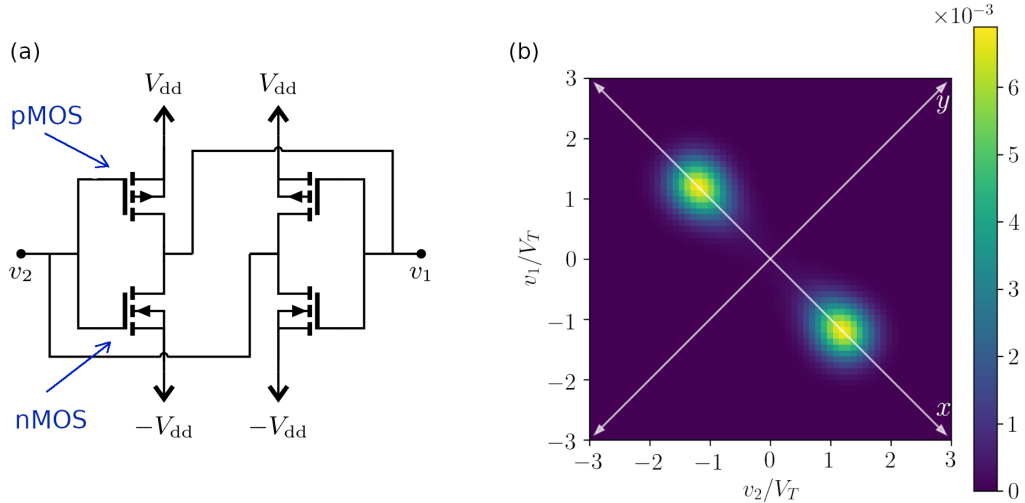 (a)
V_dd V_dd
pMOS
v_2
v_1
nMOS
−V_dd −V_dd
(b)
×10^−3
3
2
1
0
−1
−2
−3
v_1/V_T
−3 −2 −1 0 1 2 3
v_2/V_T
y
x
6
5
4
3
2
1
0